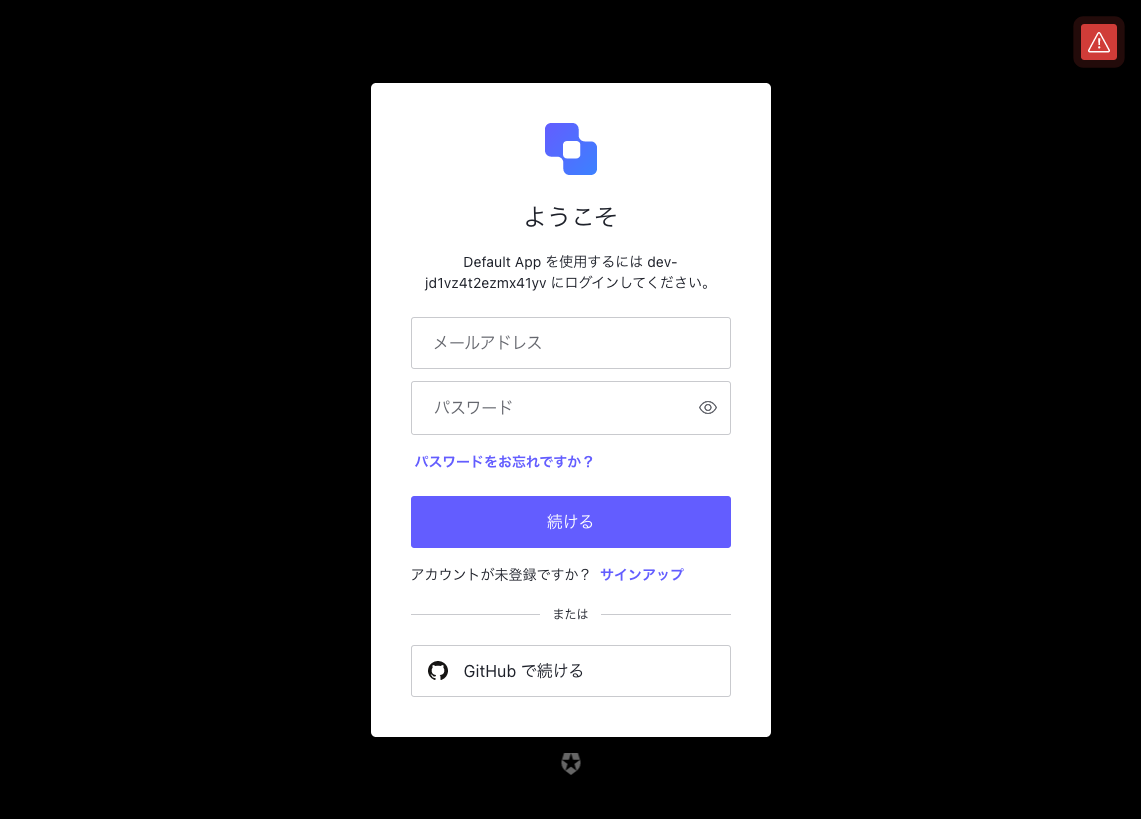 ようこそ
Default App を使用するには dev-
jd1vz4t2ezmx41yv にログインしてください。
メールアドレス
パスワード
パスワードをお忘れですか？
続ける
アカウントが未登録ですか？ サインアップ
または
GitHub で続ける